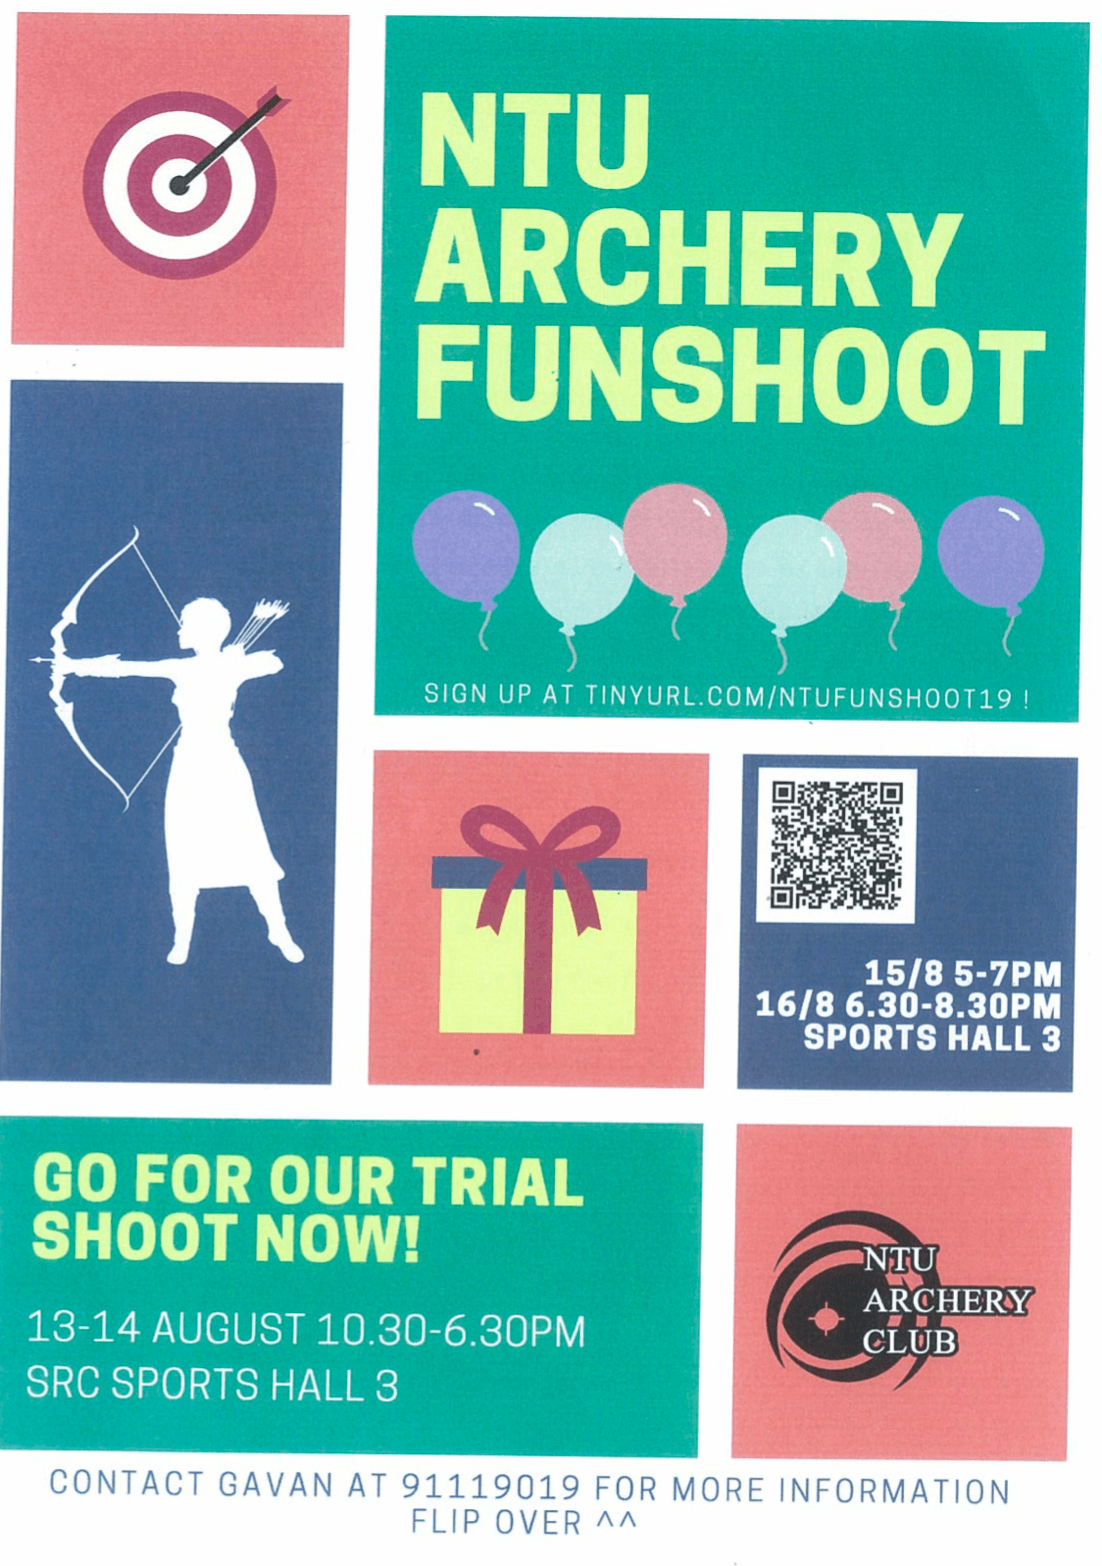 NTU
ARCHERY
FUNSHOOT
SIGN UP AT TINYURL.COM/NTUFUNSHOOT19 !
15/8 5-7PM
16/8 6.30-8.30PM
SPORTS HALL 3
GO FOR OUR TRIAL
SHOOT NOW!
13-14 AUGUST 10.30-6.30PM
SRC SPORTS HALL 3
NTU
ARCHERY
CLUB
CONTACT GAVAN AT 91119019 FOR MORE INFORMATION
FLIP OVER ^^